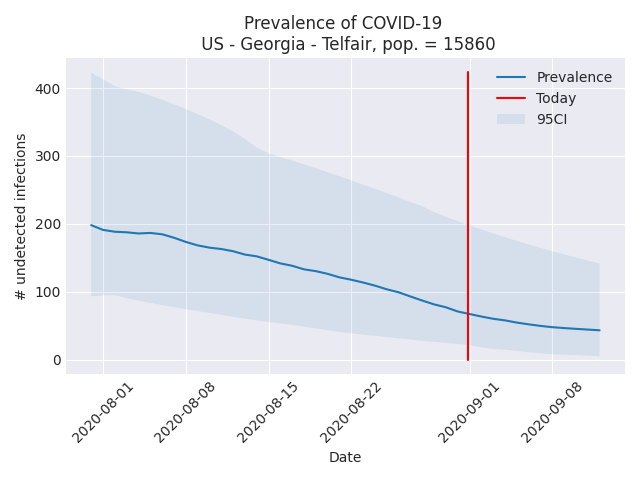 Prevalence of COVID-19
US - Georgia - Telfair, pop. = 15860
Prevalence
Today
95CI
# undetected infections
400
300
200
100
0
2020-08-01
2020-08-08
2020-08-15
2020-08-22
2020-09-01
2020-09-08
Date